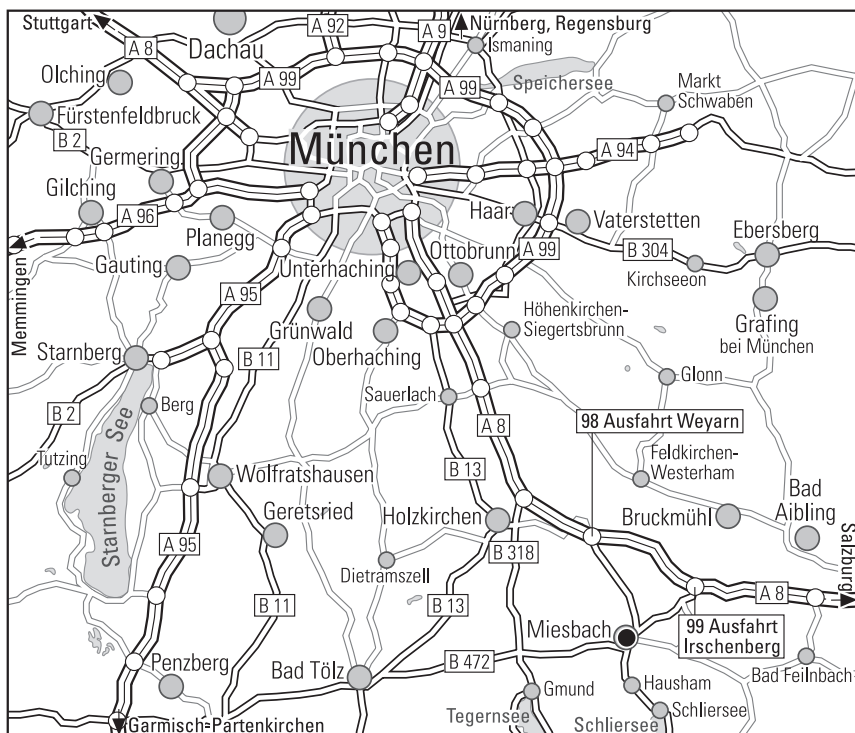 Stuttgart
A 8
Dachau
A 92
A 9
Nürnberg, Regensburg
Ismaning
Olching
A 99
A 99
Speichersee
Markt
Schwaben
Fürstenfeldbruck
B 2
Germering
München
A 94
Gilching
A 96
Planegg
Haar
Vaterstetten
Ebersberg
Memmingen
Gauting
A 95
Unterhaching
Ottobrunn
A 99
B 304
Kirchseeon
Grünwald
Oberhaching
Höhenkirchen-
Siegertsbrunn
Grafing
bei München
Starnberg
B 11
B 2
Berg
Sauerlach
Glonn
A 8
98 Ausfahrt Weyarn
Starnberger See
Tutzing
Wolfratshausen
B 13
Feldkirchen-
Westerham
Geretsried
Holzkirchen
Bruckmühl
Bad
Aibling
A 95
B 318
Dietramszell
Salzburg
B 11
B 13
A 8
Miesbach
99 Ausfahrt
Irschenberg
Penzberg
Bad Tölz
B 472
Bad Feilnbach
Gmund
Hausham
Tegernsee
Schliersee
Schliersee
Garmisch-Partenkirchen